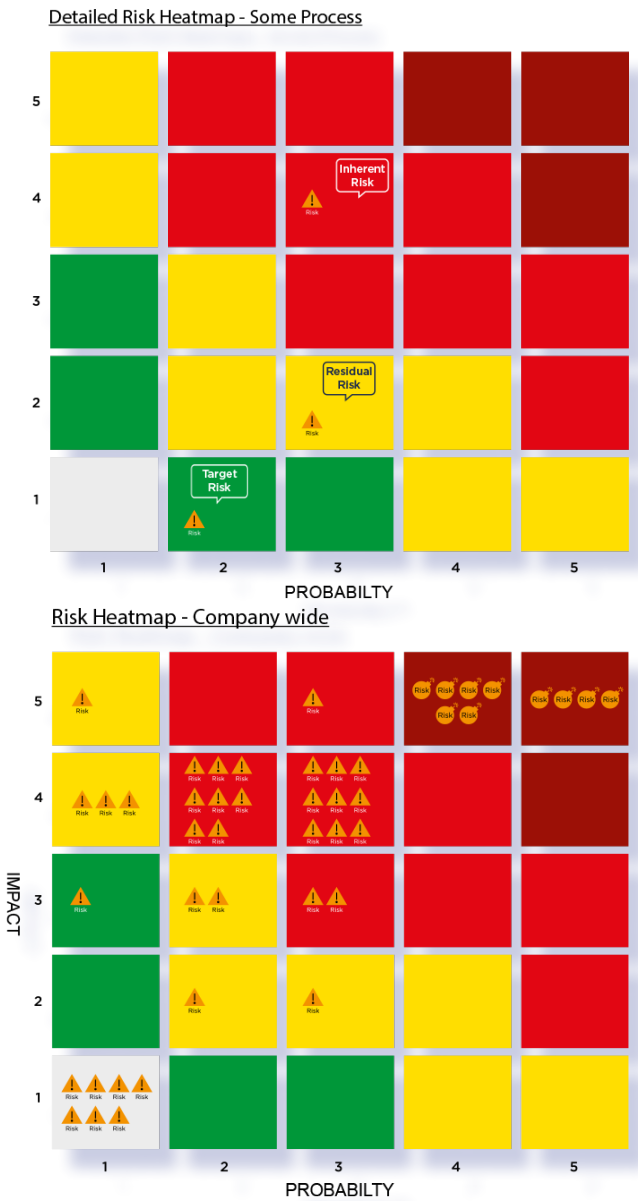 Detailed Risk Heatmap - Some Process
5
4
Inherent
Risk
Risk
3
2
Residual
Risk
Risk
1
Target
Risk
Risk
1 2 3 4 5
PROBABILTY
Risk Heatmap - Company wide
IMPACT
5
Risk
Risk
Risk Risk Risk Risk
Risk Risk
Risk Risk Risk Risk
4
Risk Risk Risk
Risk Risk Risk
Risk Risk Risk
Risk Risk
Risk Risk Risk
Risk Risk Risk
Risk Risk Risk
3
Risk
Risk Risk
Risk Risk
2
Risk
Risk
1
Risk Risk Risk Risk
Risk Risk Risk
1 2 3 4 5
PROBABILTY